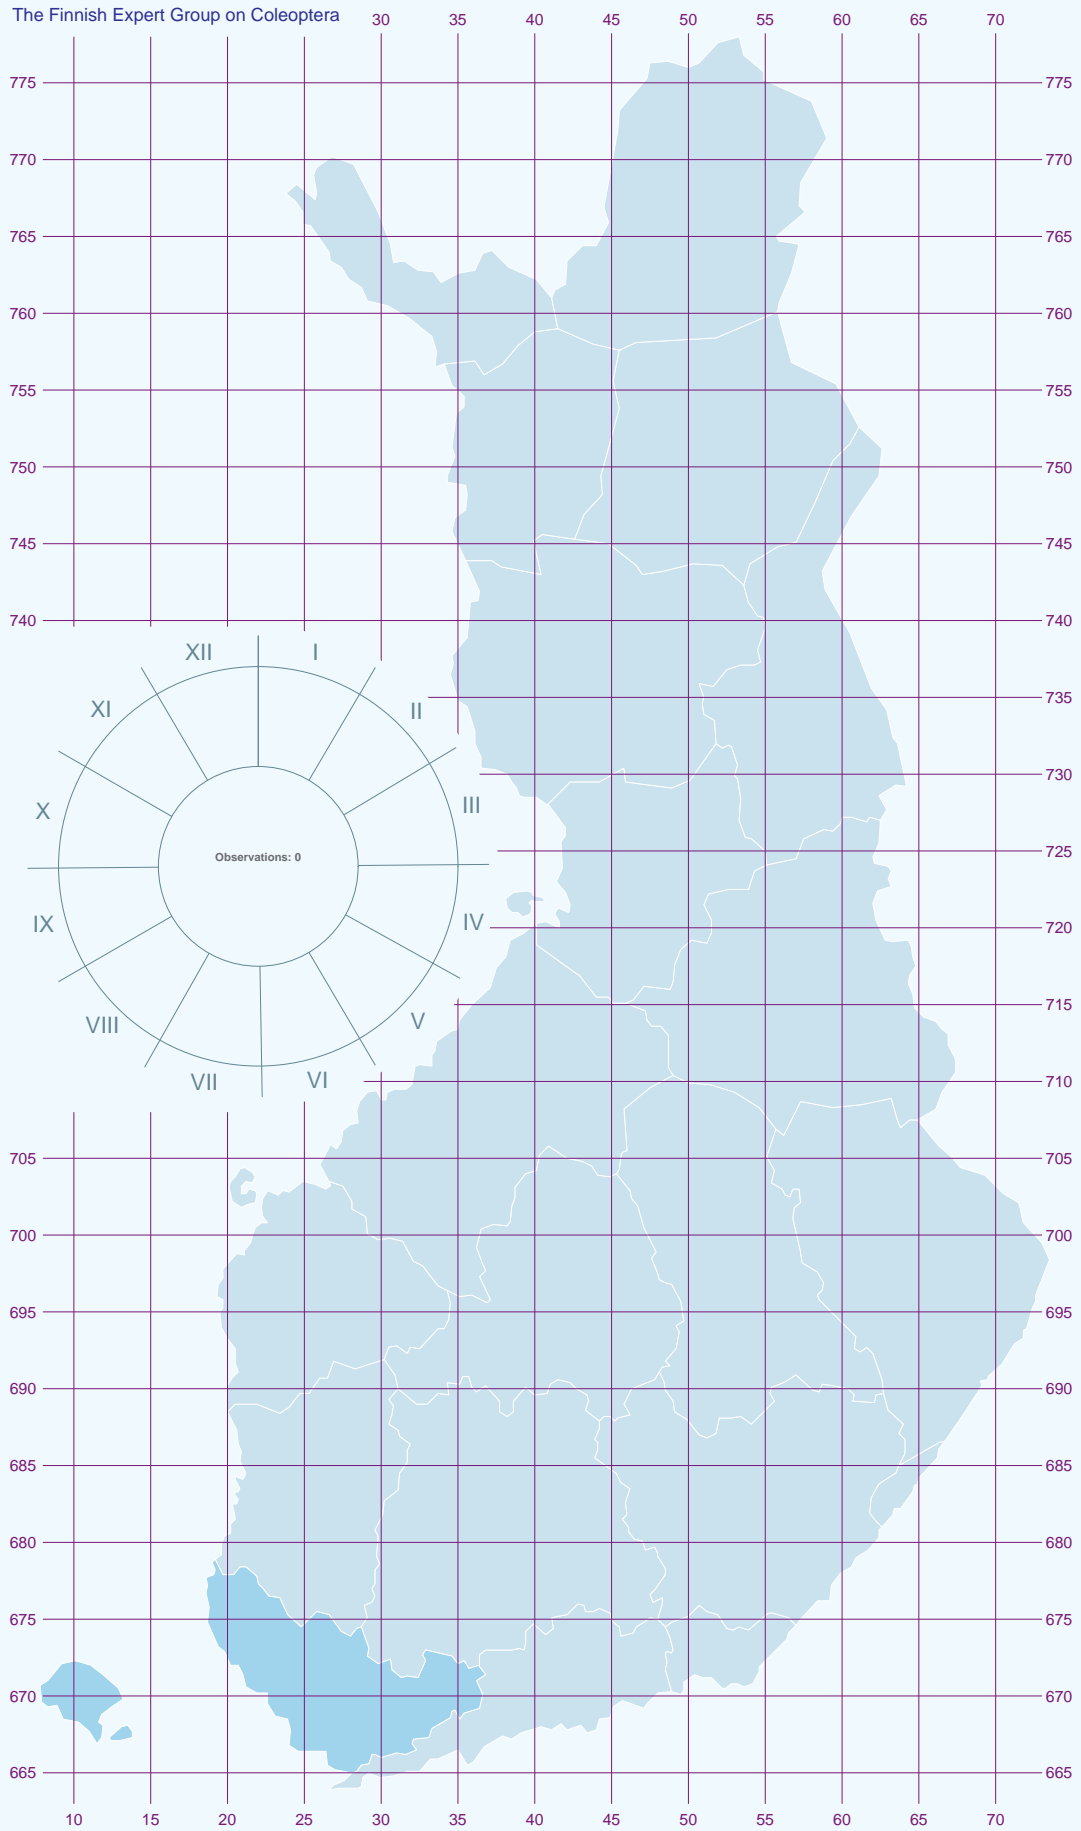 The Finnish Expert Group on Coleoptera
30 35 40 45 50 55 60 65 70
775 775
770 770
765 765
760 760
755 755
750 750
745 745
740 740
XII I
XI II
735
730
X III
Observations: 0
725
IX IV
720
VIII V
715
VII VI
710
705 705
700 700
695 695
690 690
685 685
680 680
675 675
670 670
665 665
10 15 20 25 30 35 40 45 50 55 60 65 70